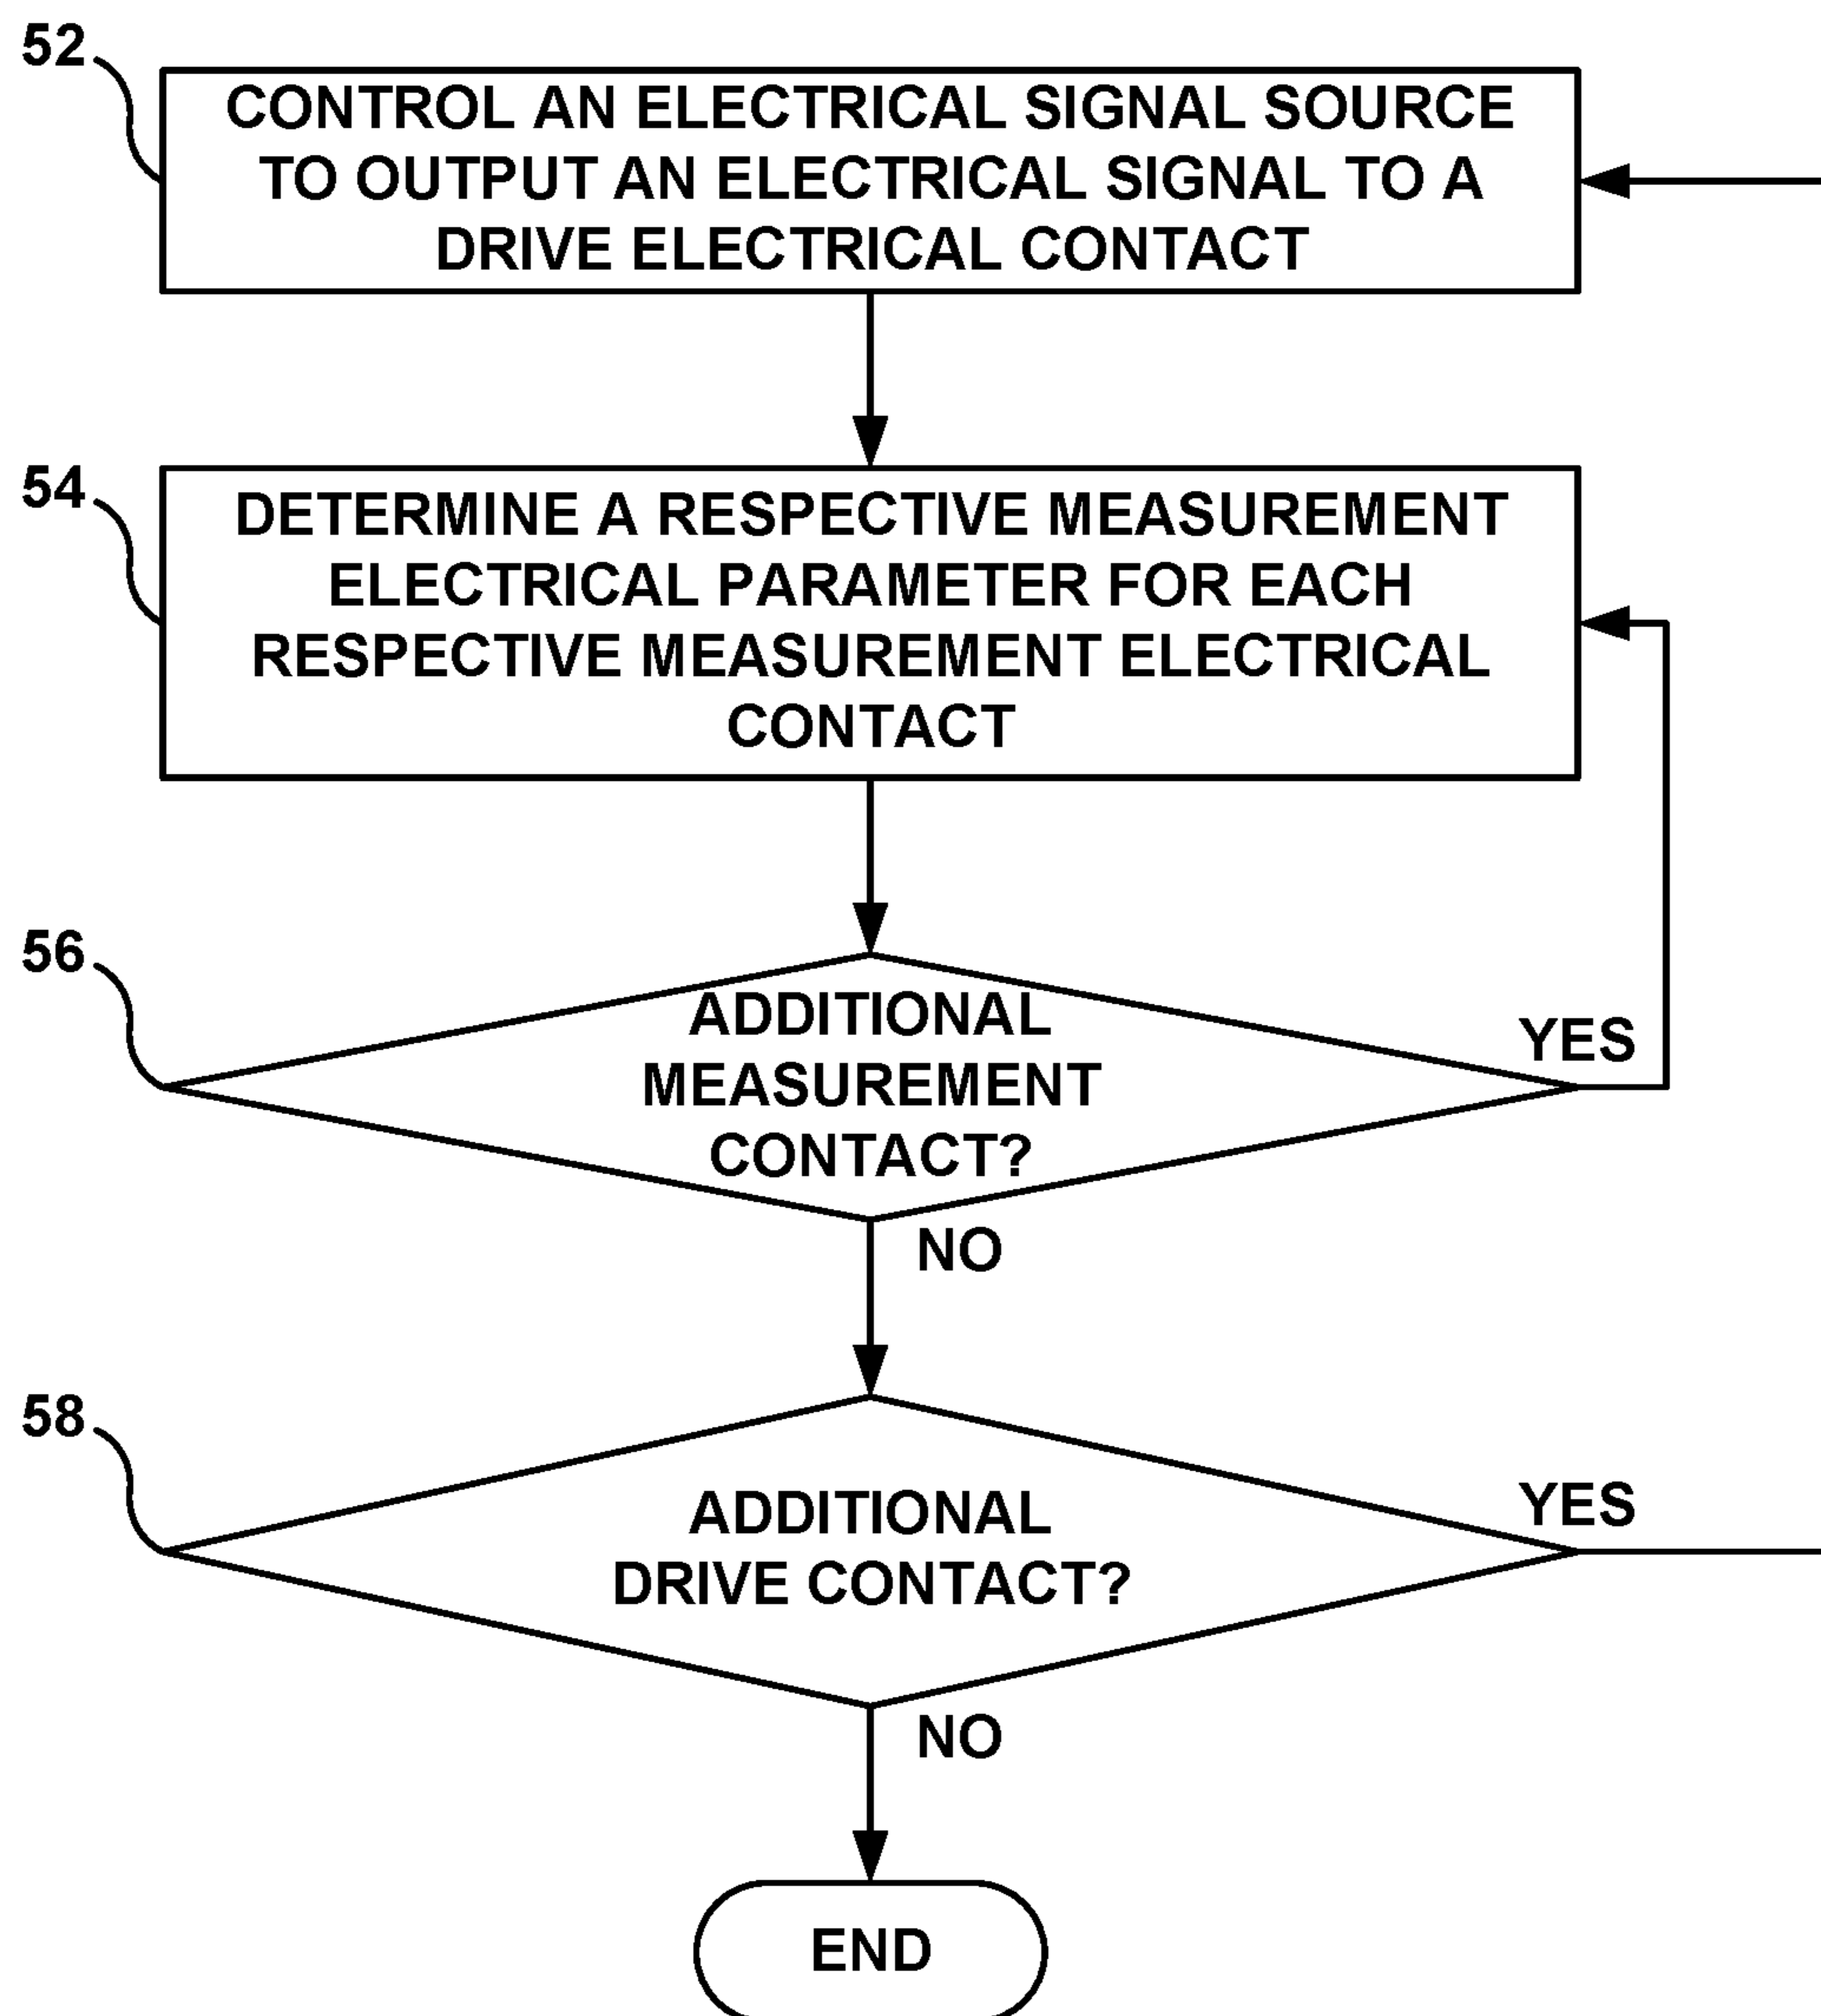 52
CONTROL AN ELECTRICAL SIGNAL SOURCE
TO OUTPUT AN ELECTRICAL SIGNAL TO A
DRIVE ELECTRICAL CONTACT
54
DETERMINE A RESPECTIVE MEASUREMENT
ELECTRICAL PARAMETER FOR EACH
RESPECTIVE MEASUREMENT ELECTRICAL
CONTACT
56
ADDITIONAL
MEASUREMENT
CONTACT?
YES
NO
58
ADDITIONAL
DRIVE CONTACT?
YES
NO
END